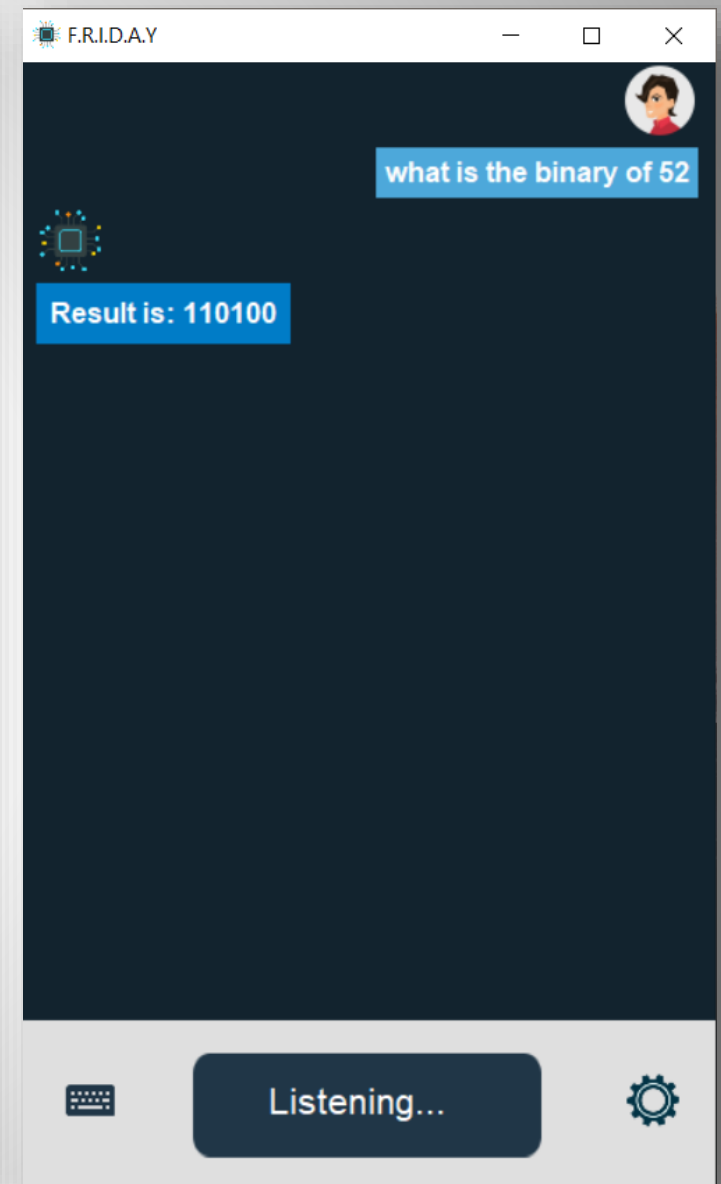 F.R.I.D.A.Y
what is the binary of 52
Result is: 110100
Listening...